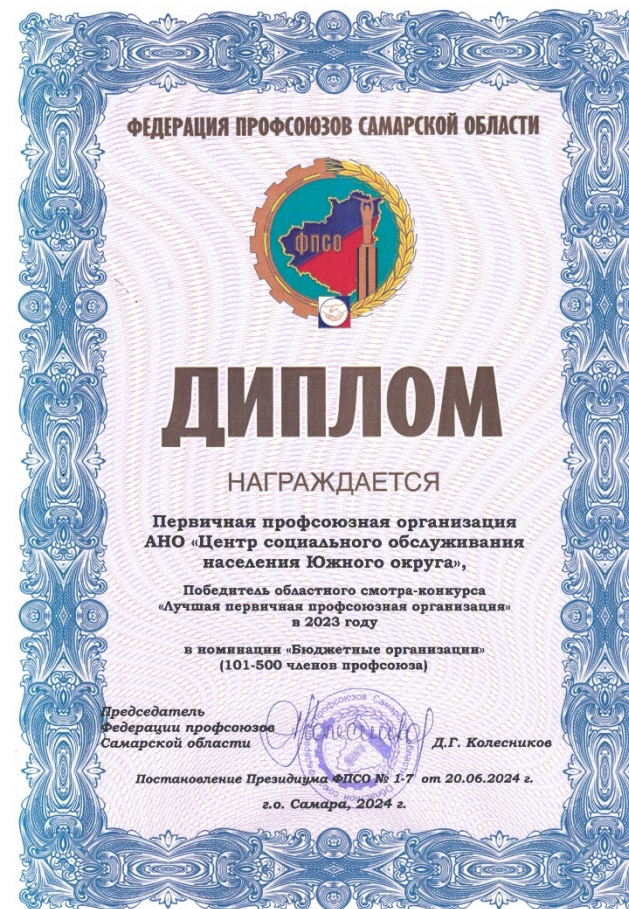 ФЕДЕРАЦИЯ ПРОФСОЮЗОВ САМАРСКОЙ ОБЛАСТИ
ФПСО
ДИПЛОМ
НАГРАЖДАЕТСЯ
Первичная профсоюзная организация
АНО «Центр социального обслуживания
населения Южного округа»,
Победитель областного смотра-конкурса
«Лучшая первичная профсоюзная организация»
в 2023 году
в номинации «Бюджетные организации»
(101-500 членов профсоюза)
Председатель
Федерации профсоюзов
Самарской области
Д.Г. Колесников
Постановление Президиума ФПСО № 1-7 от 20.06.2024 г.
г.о. Самара, 2024 г.